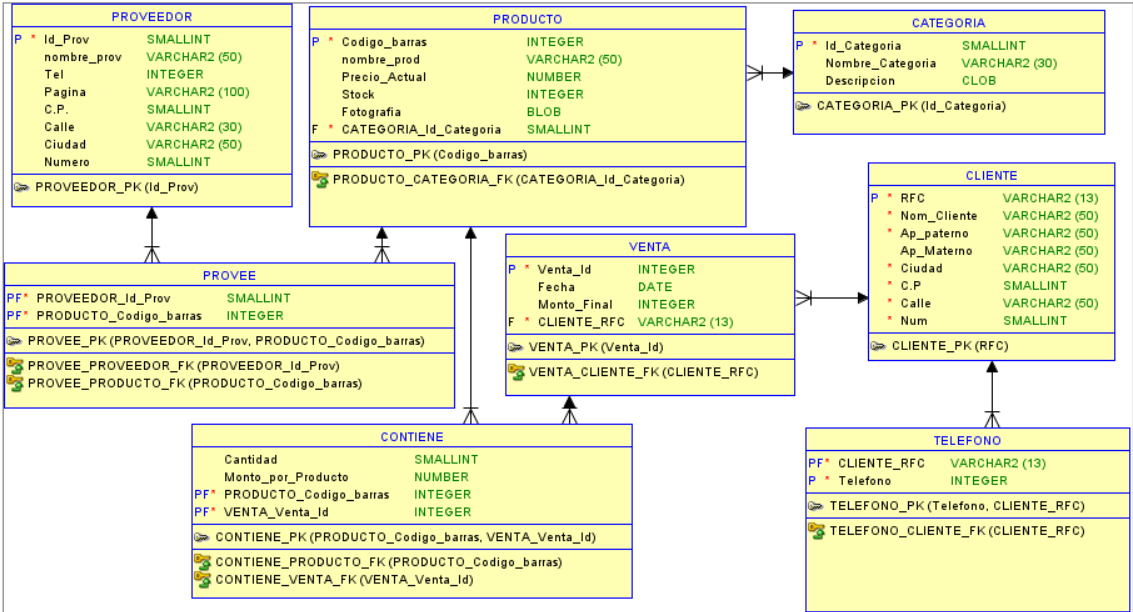 PROVEEDOR
P * Id_Prov SMALLINT
nombre_prov VARCHAR2 (50)
Tel INTEGER
Pagina VARCHAR2 (100)
C.P. SMALLINT
Calle VARCHAR2 (30)
Ciudad VARCHAR2 (50)
Numero SMALLINT
PROVEEDOR_PK (Id_Prov)
PRODUCTO
P * Codigo_barras INTEGER
nombre_prod VARCHAR2 (50)
Precio_Actual NUMBER
Stock INTEGER
Fotografia BLOB
F * CATEGORIA_Id_Categoria SMALLINT
PRODUCTO_PK (Codigo_barras)
PRODUCTO_CATEGORIA_FK (CATEGORIA_Id_Categoria)
CATEGORIA
P * Id_Categoria SMALLINT
Nombre_Categoria VARCHAR2 (30)
Descripcion CLOB
CATEGORIA_PK (Id_Categoria)
CLIENTE
P * RFC VARCHAR2 (13)
* Nom_Cliente VARCHAR2 (50)
* Ap_paterno VARCHAR2 (50)
Ap_Materno VARCHAR2 (50)
* Ciudad VARCHAR2 (50)
* C.P SMALLINT
* Calle VARCHAR2 (50)
* Num SMALLINT
CLIENTE_PK (RFC)
PROVEE
PF* PROVEEDOR_Id_Prov SMALLINT
PF* PRODUCTO_Codigo_barras INTEGER
PROVEE_PK (PROVEEDOR_Id_Prov, PRODUCTO_Codigo_barras)
PROVEE_PROVEEDOR_FK (PROVEEDOR_Id_Prov)
PROVEE_PRODUCTO_FK (PRODUCTO_Codigo_barras)
VENTA
P * Venta_Id INTEGER
Fecha DATE
Monto_Final INTEGER
F * CLIENTE_RFC VARCHAR2 (13)
VENTA_PK (Venta_Id)
VENTA_CLIENTE_FK (CLIENTE_RFC)
CONTIENE
Cantidad SMALLINT
Monto_por_Producto NUMBER
PF* PRODUCTO_Codigo_barras INTEGER
PF* VENTA_Venta_Id INTEGER
CONTIENE_PK (PRODUCTO_Codigo_barras, VENTA_Venta_Id)
CONTIENE_PRODUCTO_FK (PRODUCTO_Codigo_barras)
CONTIENE_VENTA_FK (VENTA_Venta_Id)
TELEFONO
PF* CLIENTE_RFC VARCHAR2 (13)
P * Telefono INTEGER
TELEFONO_PK (Telefono, CLIENTE_RFC)
TELEFONO_CLIENTE_FK (CLIENTE_RFC)